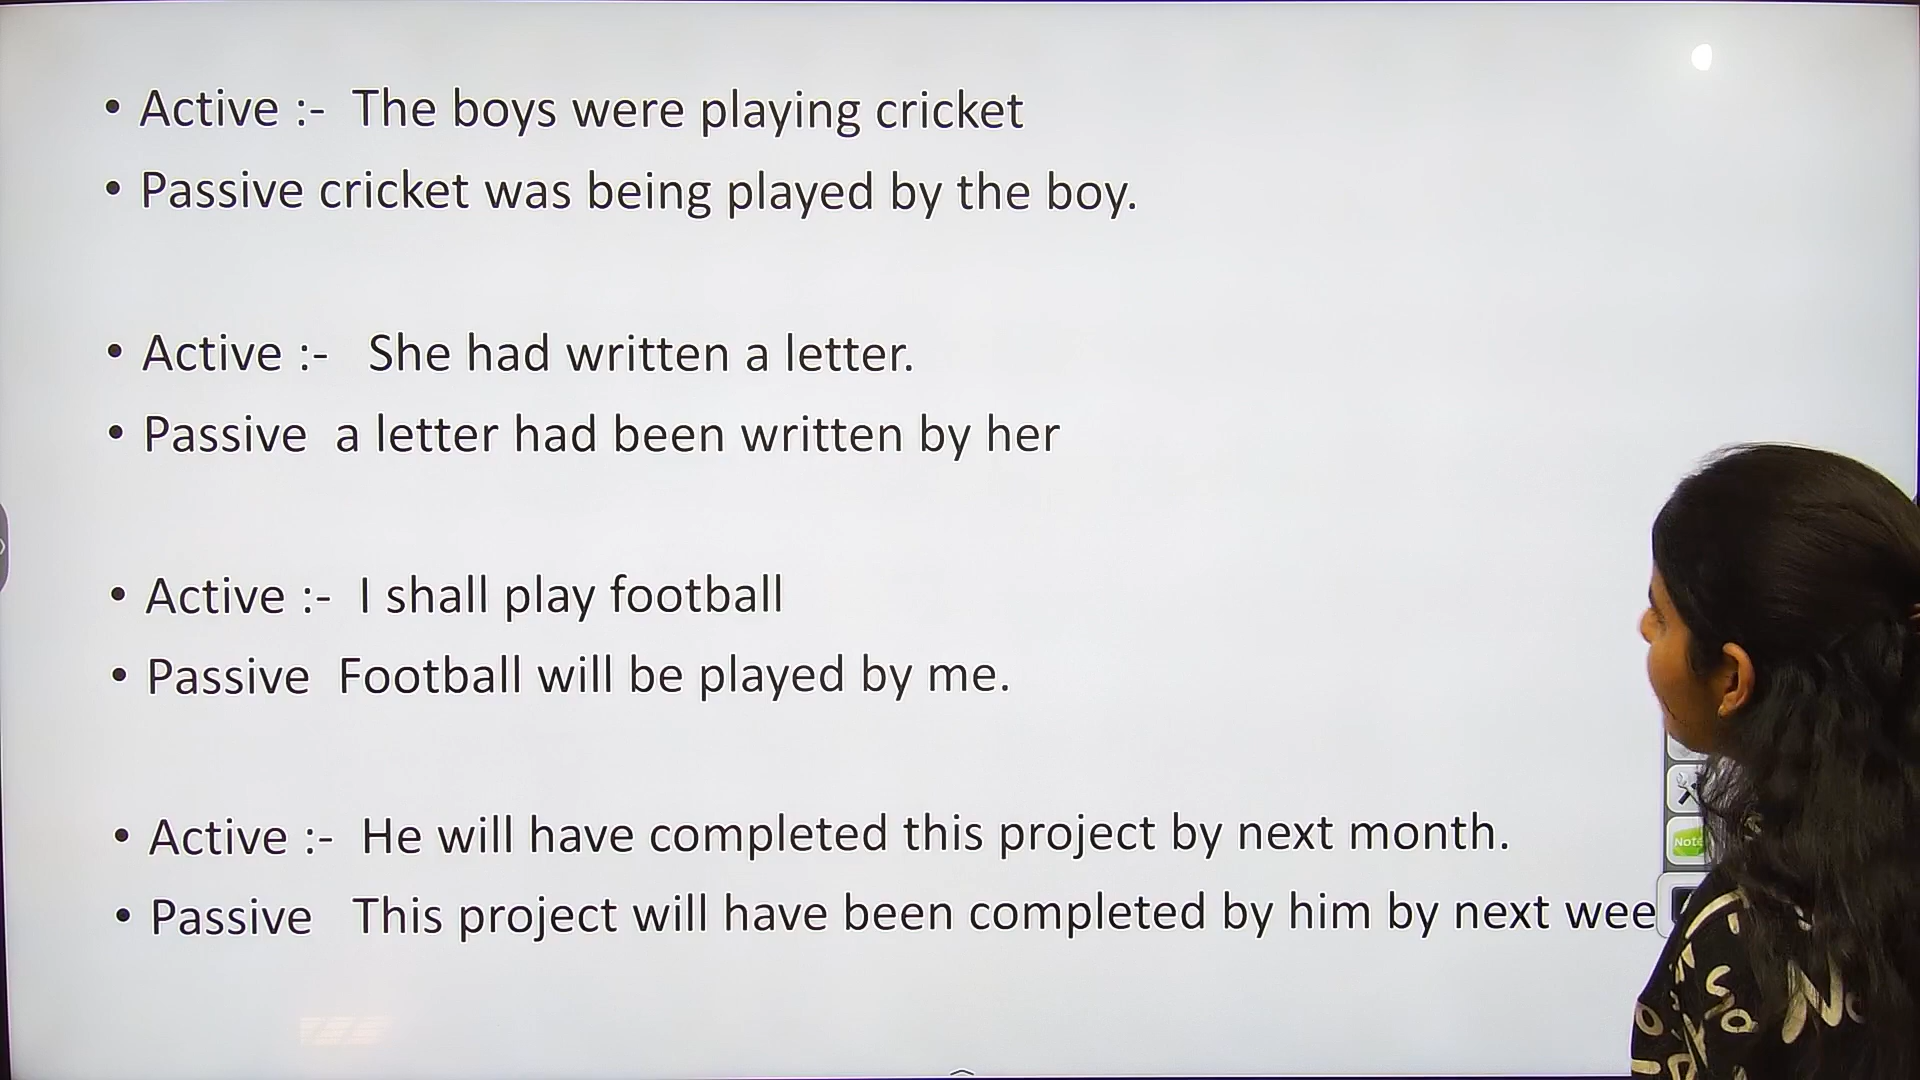 • Active :- The boys were playing cricket
• Passive cricket was being played by the boy.
• Active :- She had written a letter.
• Passive a letter had been written by her
• Active :- I shall play football
• Passive Football will be played by me.
• Active :- He will have completed this project by next month.
• Passive This project will have been completed by him by next wee
Note